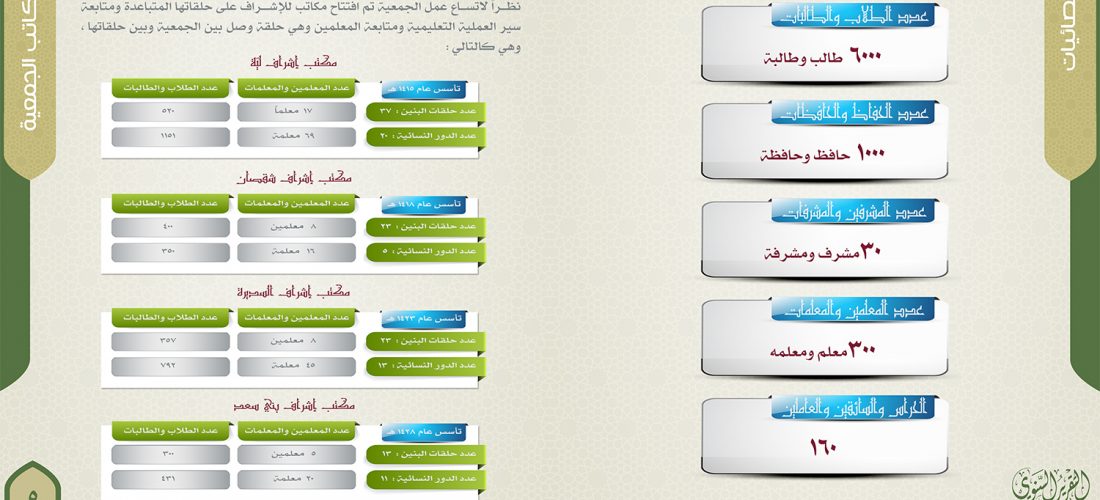 عدد الطلاب والطالبات
٦٠٠٠ طالب وطالبة
عدد الحفاظ والحافظات
١٠٠٠ حافظ وحافظة
عدد المشرفين والمشرفات
٣٠ مشرف ومشرفة
عدد المعلمين والمعلمات
٣٠٠ معلم ومعلمه
الحراس والسائقين والعاملين
١٦٠
التقرير السنوي
كاتب الجمعية
نظراً لاتساع عمل الجمعية تم افتتاح مكاتب للإشراف على حلقاتها المتباعدة ومتابعة
سير العملية التعليمية ومتابعة المعلمين وهي حلقة وصل بين الجمعية وبين حلقاتها ،
وهي كالتالي :
مكتب إشراف ليّة
تأسس عام ١٤١٥ هـ عدد المعلمين والمعلمات عدد الطلاب والطالبات
عدد حلقات البنين : ٣٧ ١٧ معلماً ٥٢٠
عدد الدور النسائية : ٢٠ ٦٩ معلمة ١١٥١
مكتب إشراف شقصان
تأسس عام ١٤١٨ هـ عدد المعلمين والمعلمات عدد الطلاب والطالبات
عدد حلقات البنين : ٢٣ ٨ معلمين ٤٠٠
عدد الدور النسائية : ٥ ١٦ معلمة ٣٥٠
مكتب إشراف السديرة
تأسس عام ١٤٢٣ هـ عدد المعلمين والمعلمات عدد الطلاب والطالبات
عدد حلقات البنين : ٢٣ ٨ معلمين ٣٥٧
عدد الدور النسائية : ١٣ ٤٥ معلمة ٧٩٢
مكتب إشراف بني سعد
تأسس عام ١٤٢٨ هـ عدد المعلمين والمعلمات عدد الطلاب والطالبات
عدد حلقات البنين : ١٣ ٥ معلمين ٣٠٠
عدد الدور النسائية : ١١ ٢٠ معلمة ٤٣١
٥